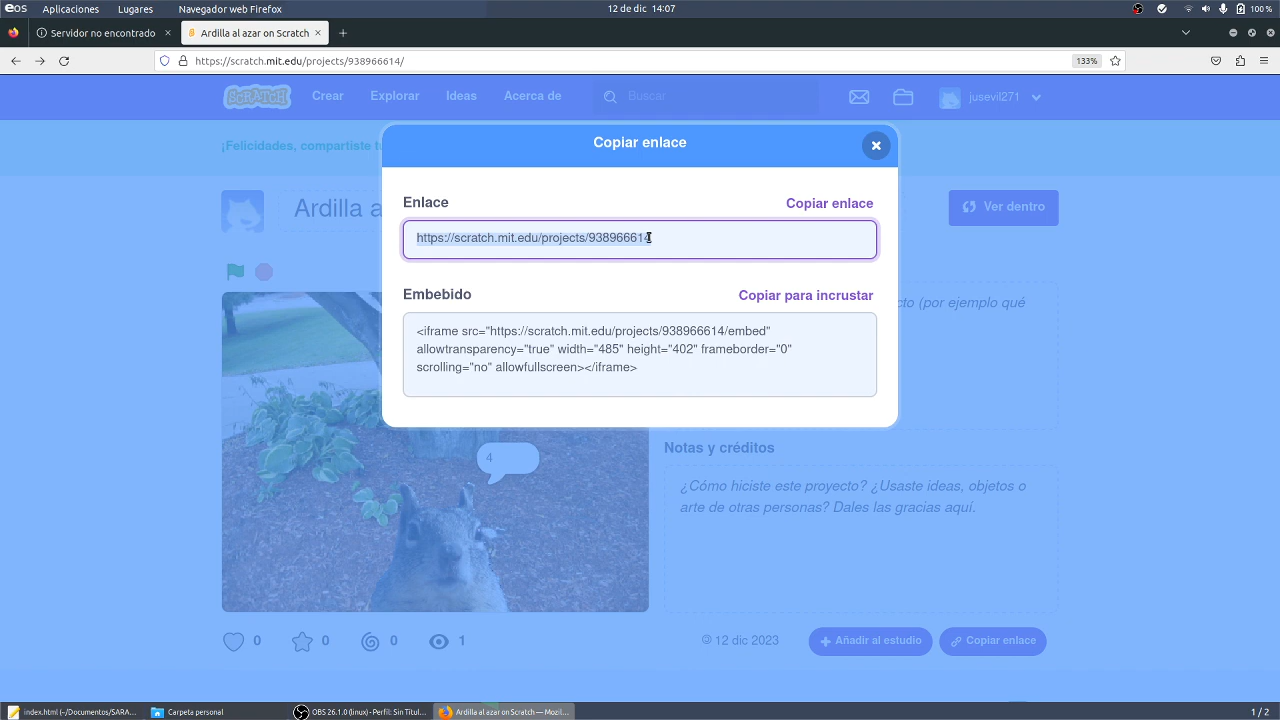 Aplicaciones Lugares Navegador web Firefox 12 de dic 14:07 100 %
Servidor no encontrado × Ardilla al azar on Scratch × +
https://scratch.mit.edu/projects/938966614/ 133%
SCRATCH Crear Explorar Ideas Acerca de Buscar jusevil271
¡Felicidades, compartiste t
Copiar enlace
Ardilla a
Ver dentro
Enlace Copiar enlace
https://scratch.mit.edu/projects/938966614
Embebido Copiar para incrustar
cto (por ejemplo qué
<iframe src="https://scratch.mit.edu/projects/938966614/embed"
allowtransparency="true" width="485" height="402" frameborder="0"
scrolling="no" allowfullscreen></iframe>
Notas y créditos
4
¿Cómo hiciste este proyecto? ¿Usaste ideas, objetos o
arte de otras personas? Dales las gracias aquí.
0 0 0 1
© 12 dic 2023 Añadir al estudio Copiar enlace
index.html (~/Documentos/SARA... Carpeta personal OBS 26.1.0 (linux) - Perfil: Sin Titul... Ardilla al azar on Scratch — Mozil... 1 / 2